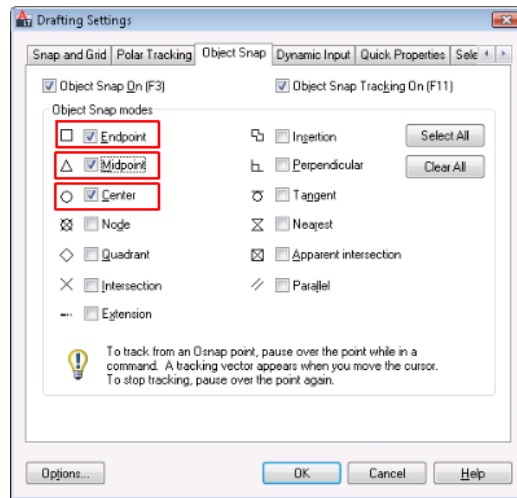 Drafting Settings
Snap and Grid Polar Tracking Object Snap Dynamic Input Quick Properties Sele
Object Snap On (F3) Object Snap Tracking On (F11)
Object Snap modes
Endpoint Insertion Select All
Midpoint Perpendicular Clear All
Center Tangent
Node Nearest
Quadrant Apparent intersection
Intersection Parallel
Extension
To track from an Osnap point, pause over the point while in a
command. A tracking vector appears when you move the cursor.
To stop tracking, pause over the point again.
Options... OK Cancel Help